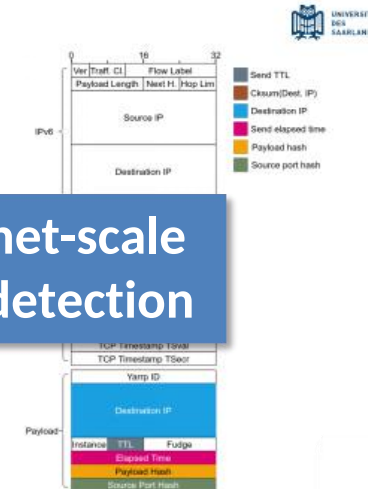 UNIVERSIT
DES
SAARLAN
0 16 32
Ver Traff. Cl. Flow Label
Payload Length Next H. Hop Lim
Source IP
IPv6
Destination IP
Send TTL
Cksum(Dest. IP)
Destination IP
Send elapsed time
Payload hash
Source port hash
net-scale
detection
TCP Timestamp TSval
TCP Timestamp TSecr
Yarrp ID
Destination IP
Payload
Instance TTL Fudge
Elapsed Time
Payload Hash
Source Port Hash